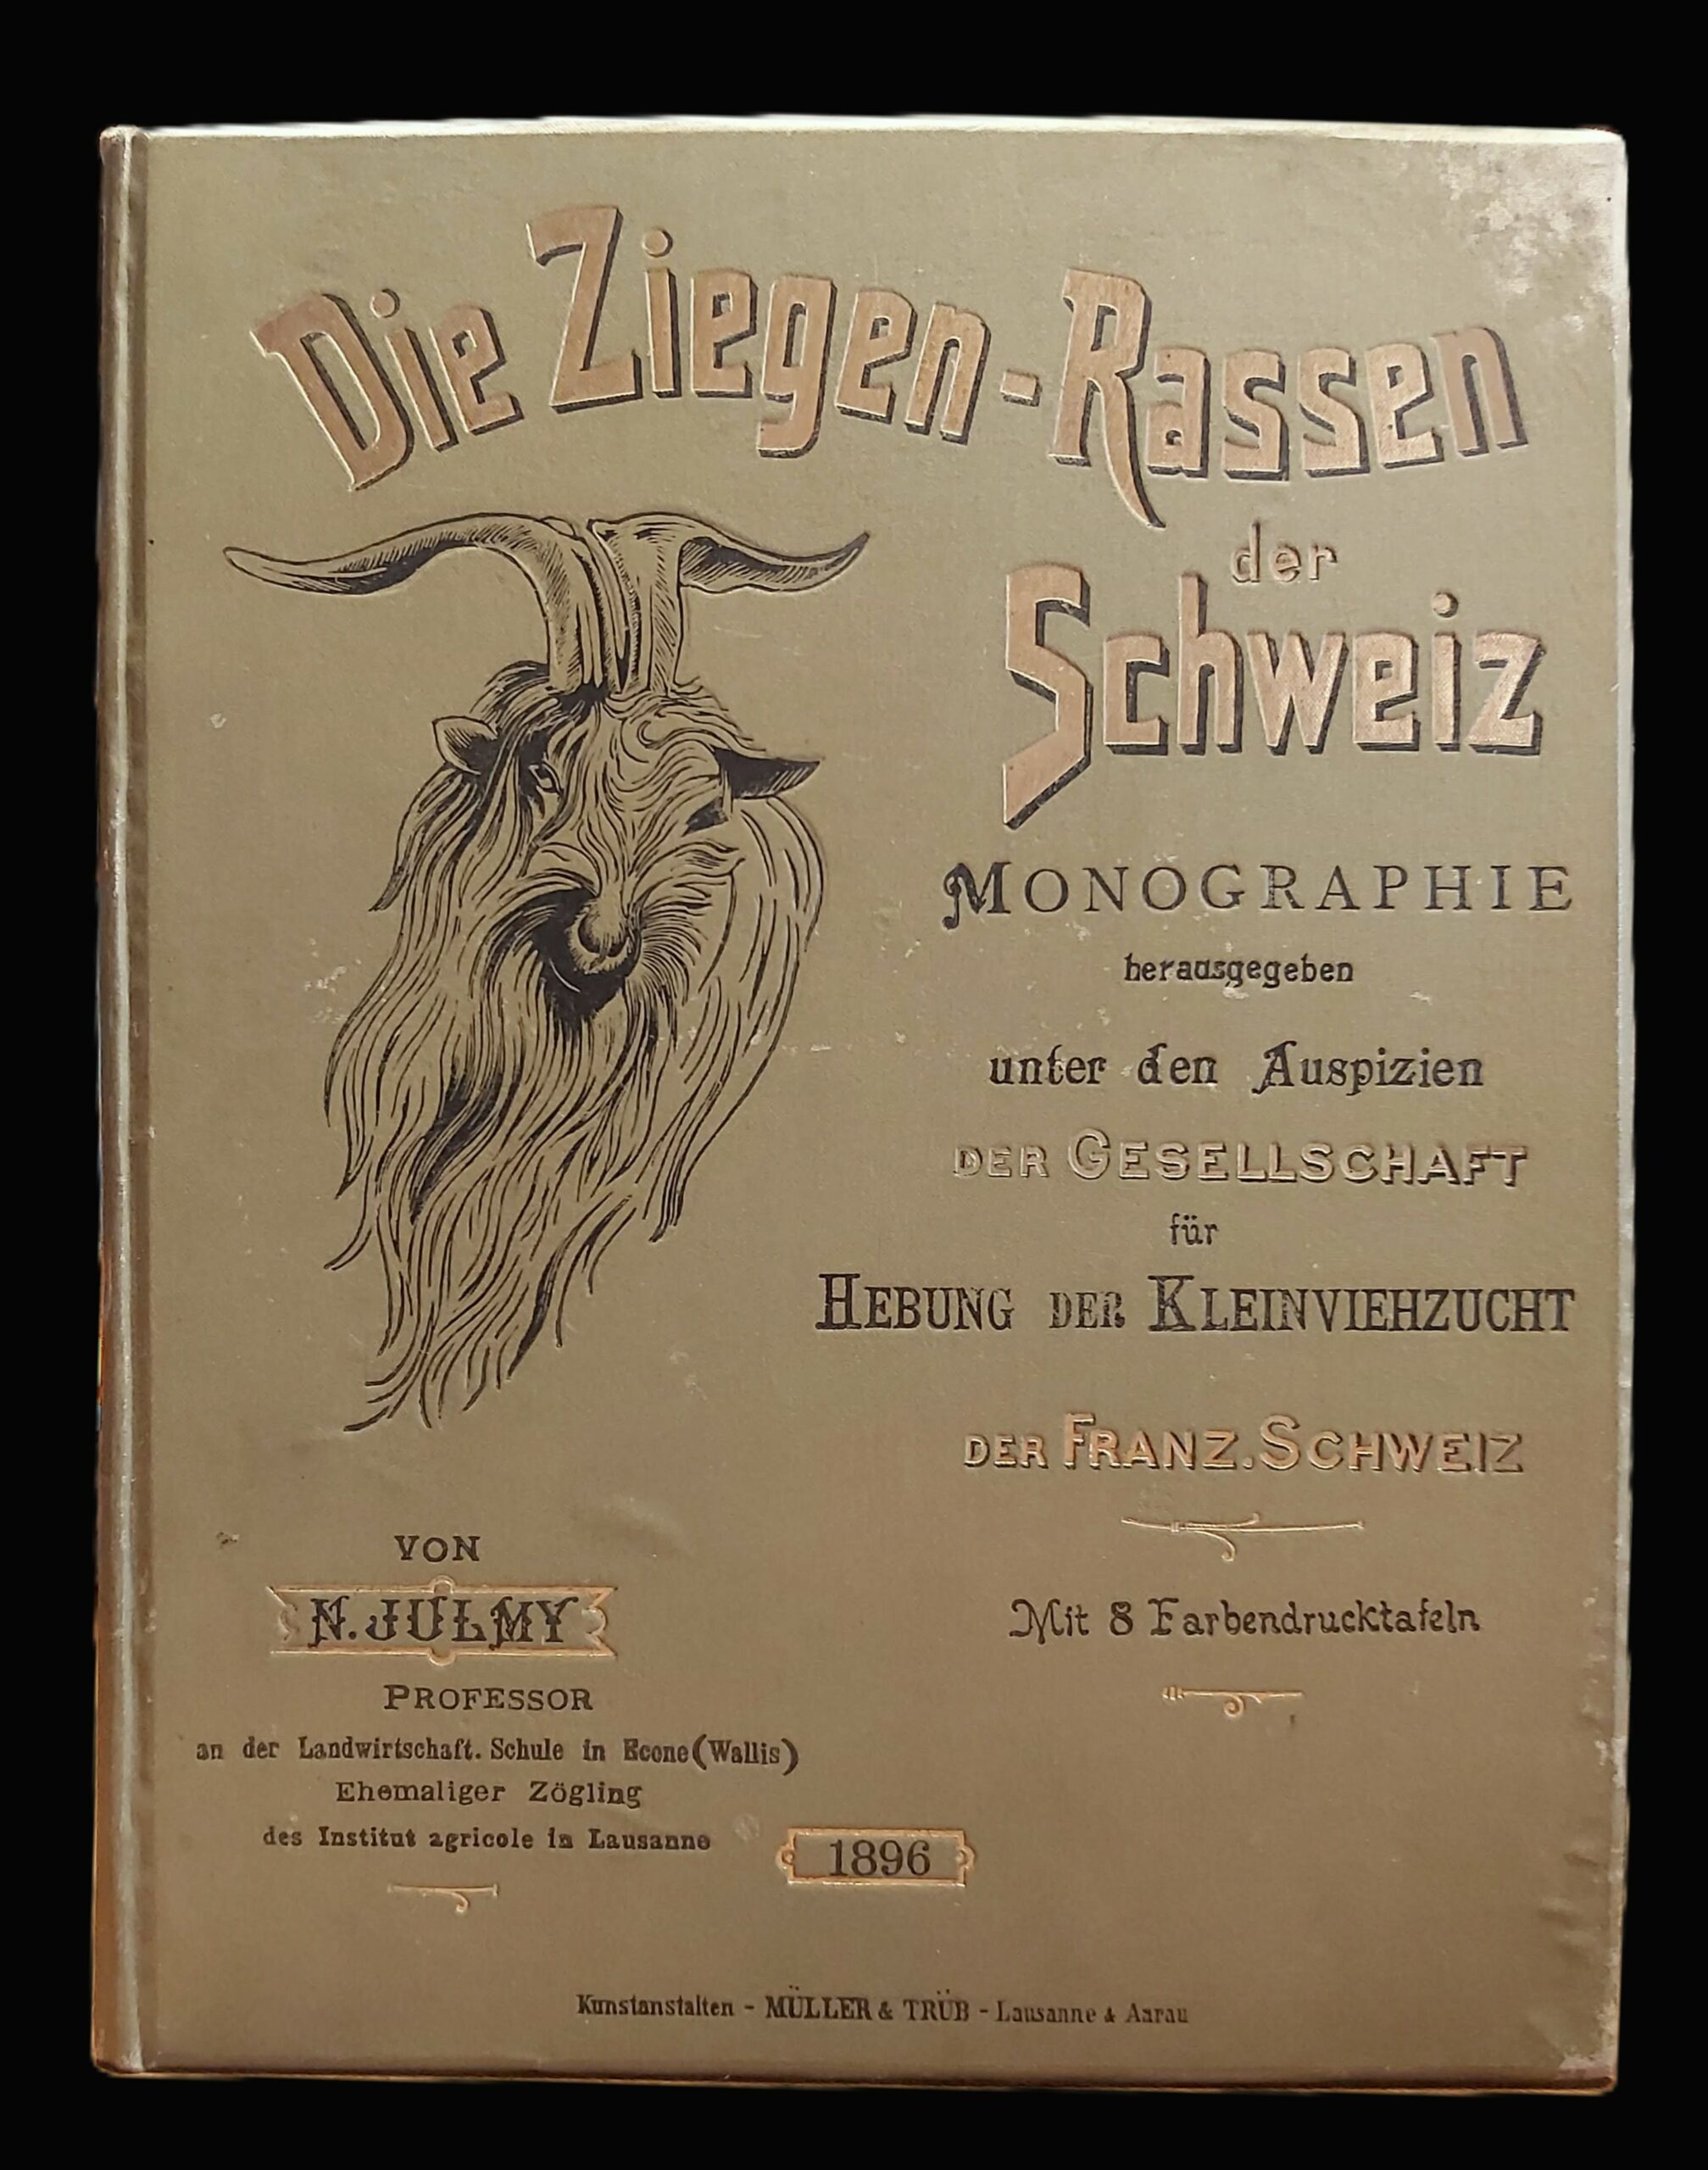 Die Ziegen-Rassen
der
Schweiz
MONOGRAPHIE
herausgegeben
unter den Auspizien
DER GESELLSCHAFT
für
HEBUNG DER KLEINVIEHZUCHT
DER FRANZ. SCHWEIZ
Mit 8 Farbendrucktafeln
VON
N. JULMY
PROFESSOR
an der Landwirtschaft. Schule in Econe (Wallis)
Ehemaliger Zögling
des Institut agricole in Lausanne
1896
Kunstanstalten - MÜLLER & TRÜB - Lausanne & Aarau